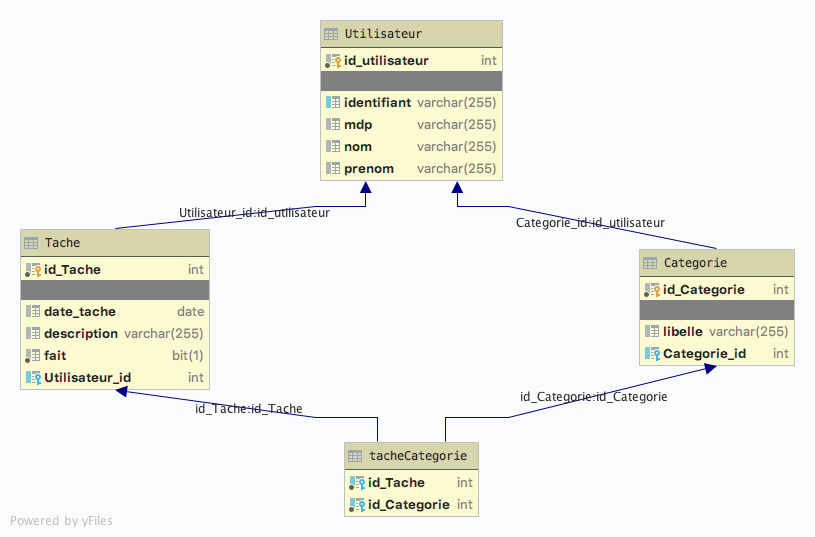 Utilisateur
id_utilisateur int
identifiant varchar(255)
mdp varchar(255)
nom varchar(255)
prenom varchar(255)
Utilisateur_id:id_utilisateur
Categorie_id:id_utilisateur
Tache
id_Tache int
date_tache date
description varchar(255)
fait bit(1)
Utilisateur_id int
Categorie
id_Categorie int
libelle varchar(255)
Categorie_id int
id_Tache:id_Tache
id_Categorie:id_Categorie
tacheCategorie
id_Tache int
id_Categorie int
Powered by yFiles